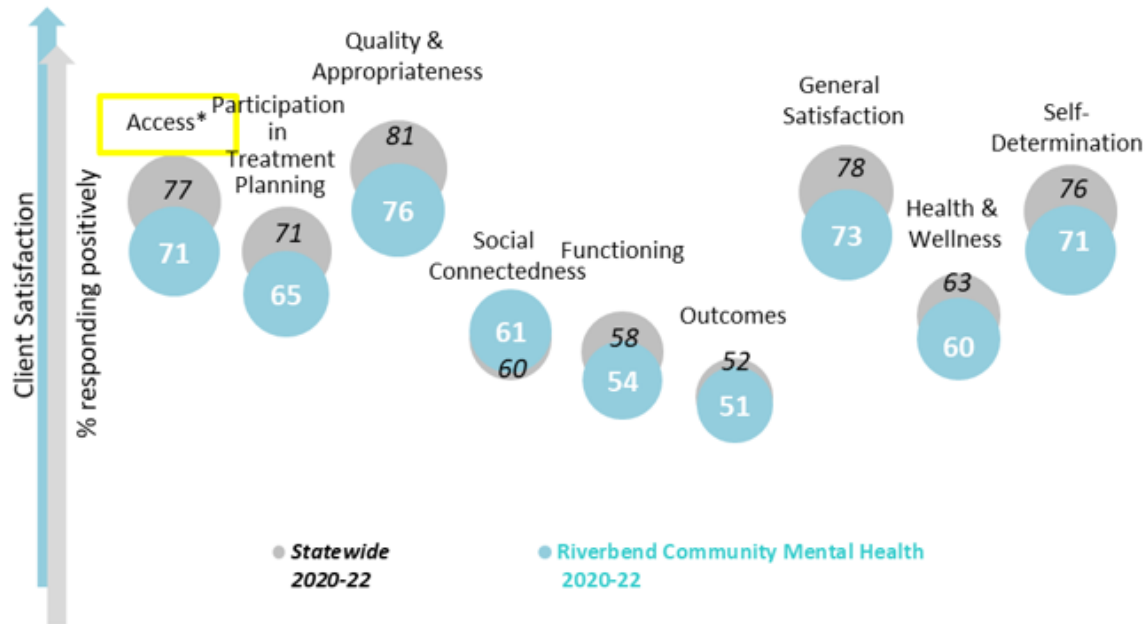 Client Satisfaction
% responding positively
Access*
77
71
Participation
in
Treatment
Planning
71
65
Quality &
Appropriateness
81
76
Social
Connectedness
61
60
Functioning
58
54
Outcomes
52
51
General
Satisfaction
78
73
Health &
Wellness
63
60
Self-
Determination
76
71
Statewide
2020-22
Riverbend Community Mental Health
2020-22